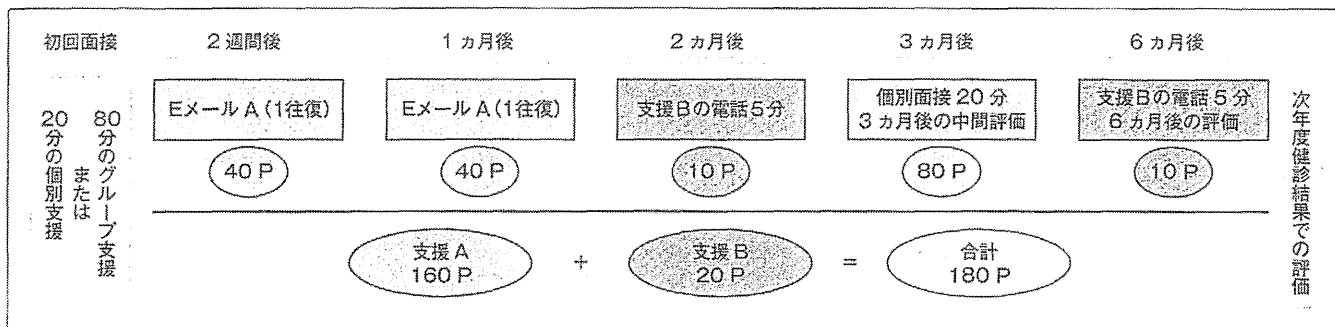 初回面接
2週間後
1ヵ月後
2ヵ月後
3ヵ月後
6ヵ月後
80分のグループ支援
または
20分の個別支援
EメールA(1往復)
40 P
EメールA(1往復)
40 P
支援Bの電話5分
10 P
個別面接20分
3ヵ月後の中間評価
80 P
支援Bの電話5分
6ヵ月後の評価
10 P
次年度健診結果での評価
支援A
160 P
+
支援B
20 P
=
合計
180 P